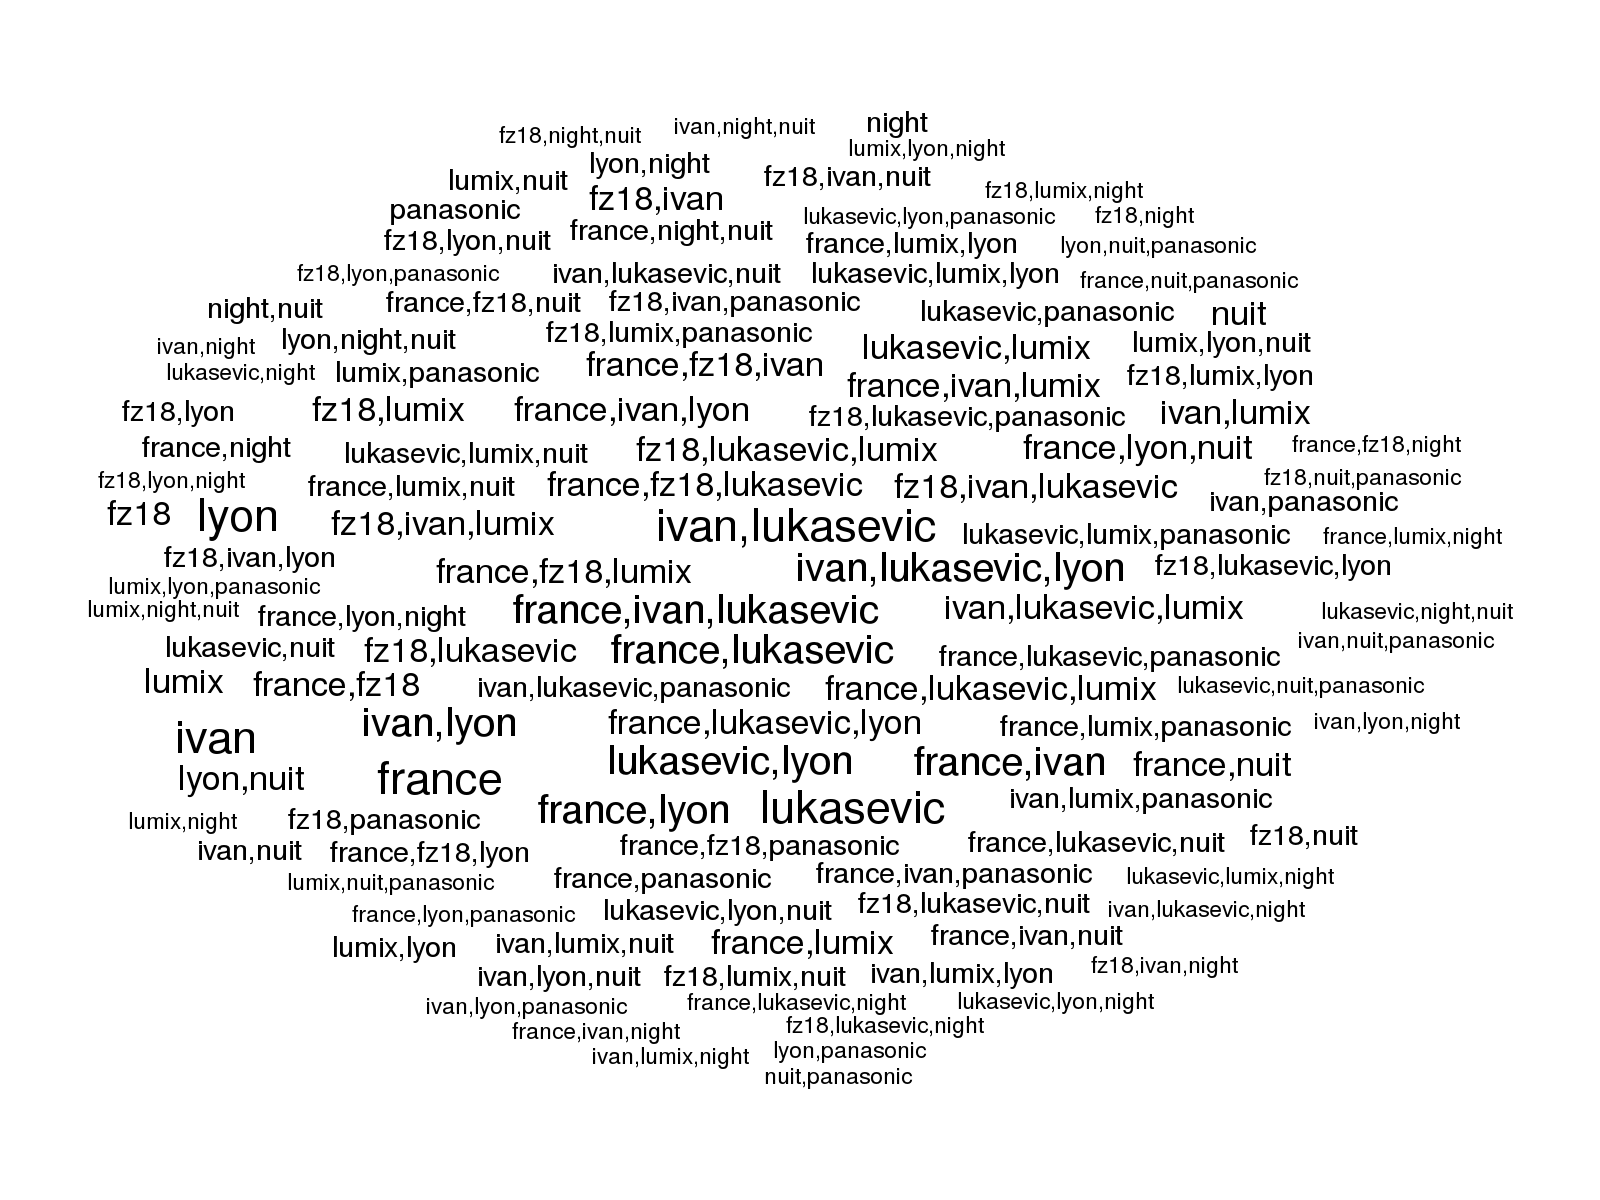 fz18,night,nuit ivan,night,nuit night
lumix,lyon,night
lyon,night
lumix,nuit fz18,ivan,nuit
fz18,ivan fz18,lumix,night
panasonic lukasevic,lyon,panasonic fz18,night
fz18,lyon,nuit france,night,nuit france,lumix,lyon lyon,nuit,panasonic
fz18,lyon,panasonic ivan,lukasevic,nuit lukasevic,lumix,lyon france,nuit,panasonic
night,nuit france,fz18,nuit fz18,ivan,panasonic lukasevic,panasonic nuit
ivan,night lyon,night,nuit fz18,lumix,panasonic lukasevic,lumix lumix,lyon,nuit
lukasevic,night lumix,panasonic france,fz18,ivan france,ivan,lumix fz18,lumix,lyon
fz18,lyon fz18,lumix france,ivan,lyon fz18,lukasevic,panasonic ivan,lumix
france,night lukasevic,lumix,nuit fz18,lukasevic,lumix france,lyon,nuit france,fz18,night
fz18,lyon,night france,lumix,nuit france,fz18,lukasevic fz18,ivan,lukasevic fz18,nuit,panasonic
ivan,panasonic
fz18 lyon fz18,ivan,lumix ivan,lukasevic lukasevic,lumix,panasonic france,lumix,night
fz18,ivan,lyon france,fz18,lumix ivan,lukasevic,lyon fz18,lukasevic,lyon
lumix,lyon,panasonic
lumix,night,nuit france,lyon,night france,ivan,lukasevic ivan,lukasevic,lumix lukasevic,night,nuit
lukasevic,nuit fz18,lukasevic france,lukasevic france,lukasevic,panasonic ivan,nuit,panasonic
lumix france,fz18 ivan,lukasevic,panasonic france,lukasevic,lumix lukasevic,nuit,panasonic
ivan ivan,lyon france,lukasevic,lyon france,lumix,panasonic ivan,lyon,night
lyon,nuit france lukasevic,lyon france,ivan france,nuit
lumix,night fz18,panasonic france,lyon lukasevic ivan,lumix,panasonic
ivan,nuit france,fz18,lyon france,fz18,panasonic france,lukasevic,nuit fz18,nuit
lumix,nuit,panasonic france,panasonic france,ivan,panasonic lukasevic,lumix,night
france,lyon,panasonic lukasevic,lyon,nuit fz18,lukasevic,nuit ivan,lukasevic,night
lumix,lyon ivan,lumix,nuit france,lumix france,ivan,nuit
ivan,lyon,nuit fz18,lumix,nuit ivan,lumix,lyon fz18,ivan,night
ivan,lyon,panasonic france,lukasevic,night lukasevic,lyon,night
france,ivan,night fz18,lukasevic,night
ivan,lumix,night lyon,panasonic
nuit,panasonic